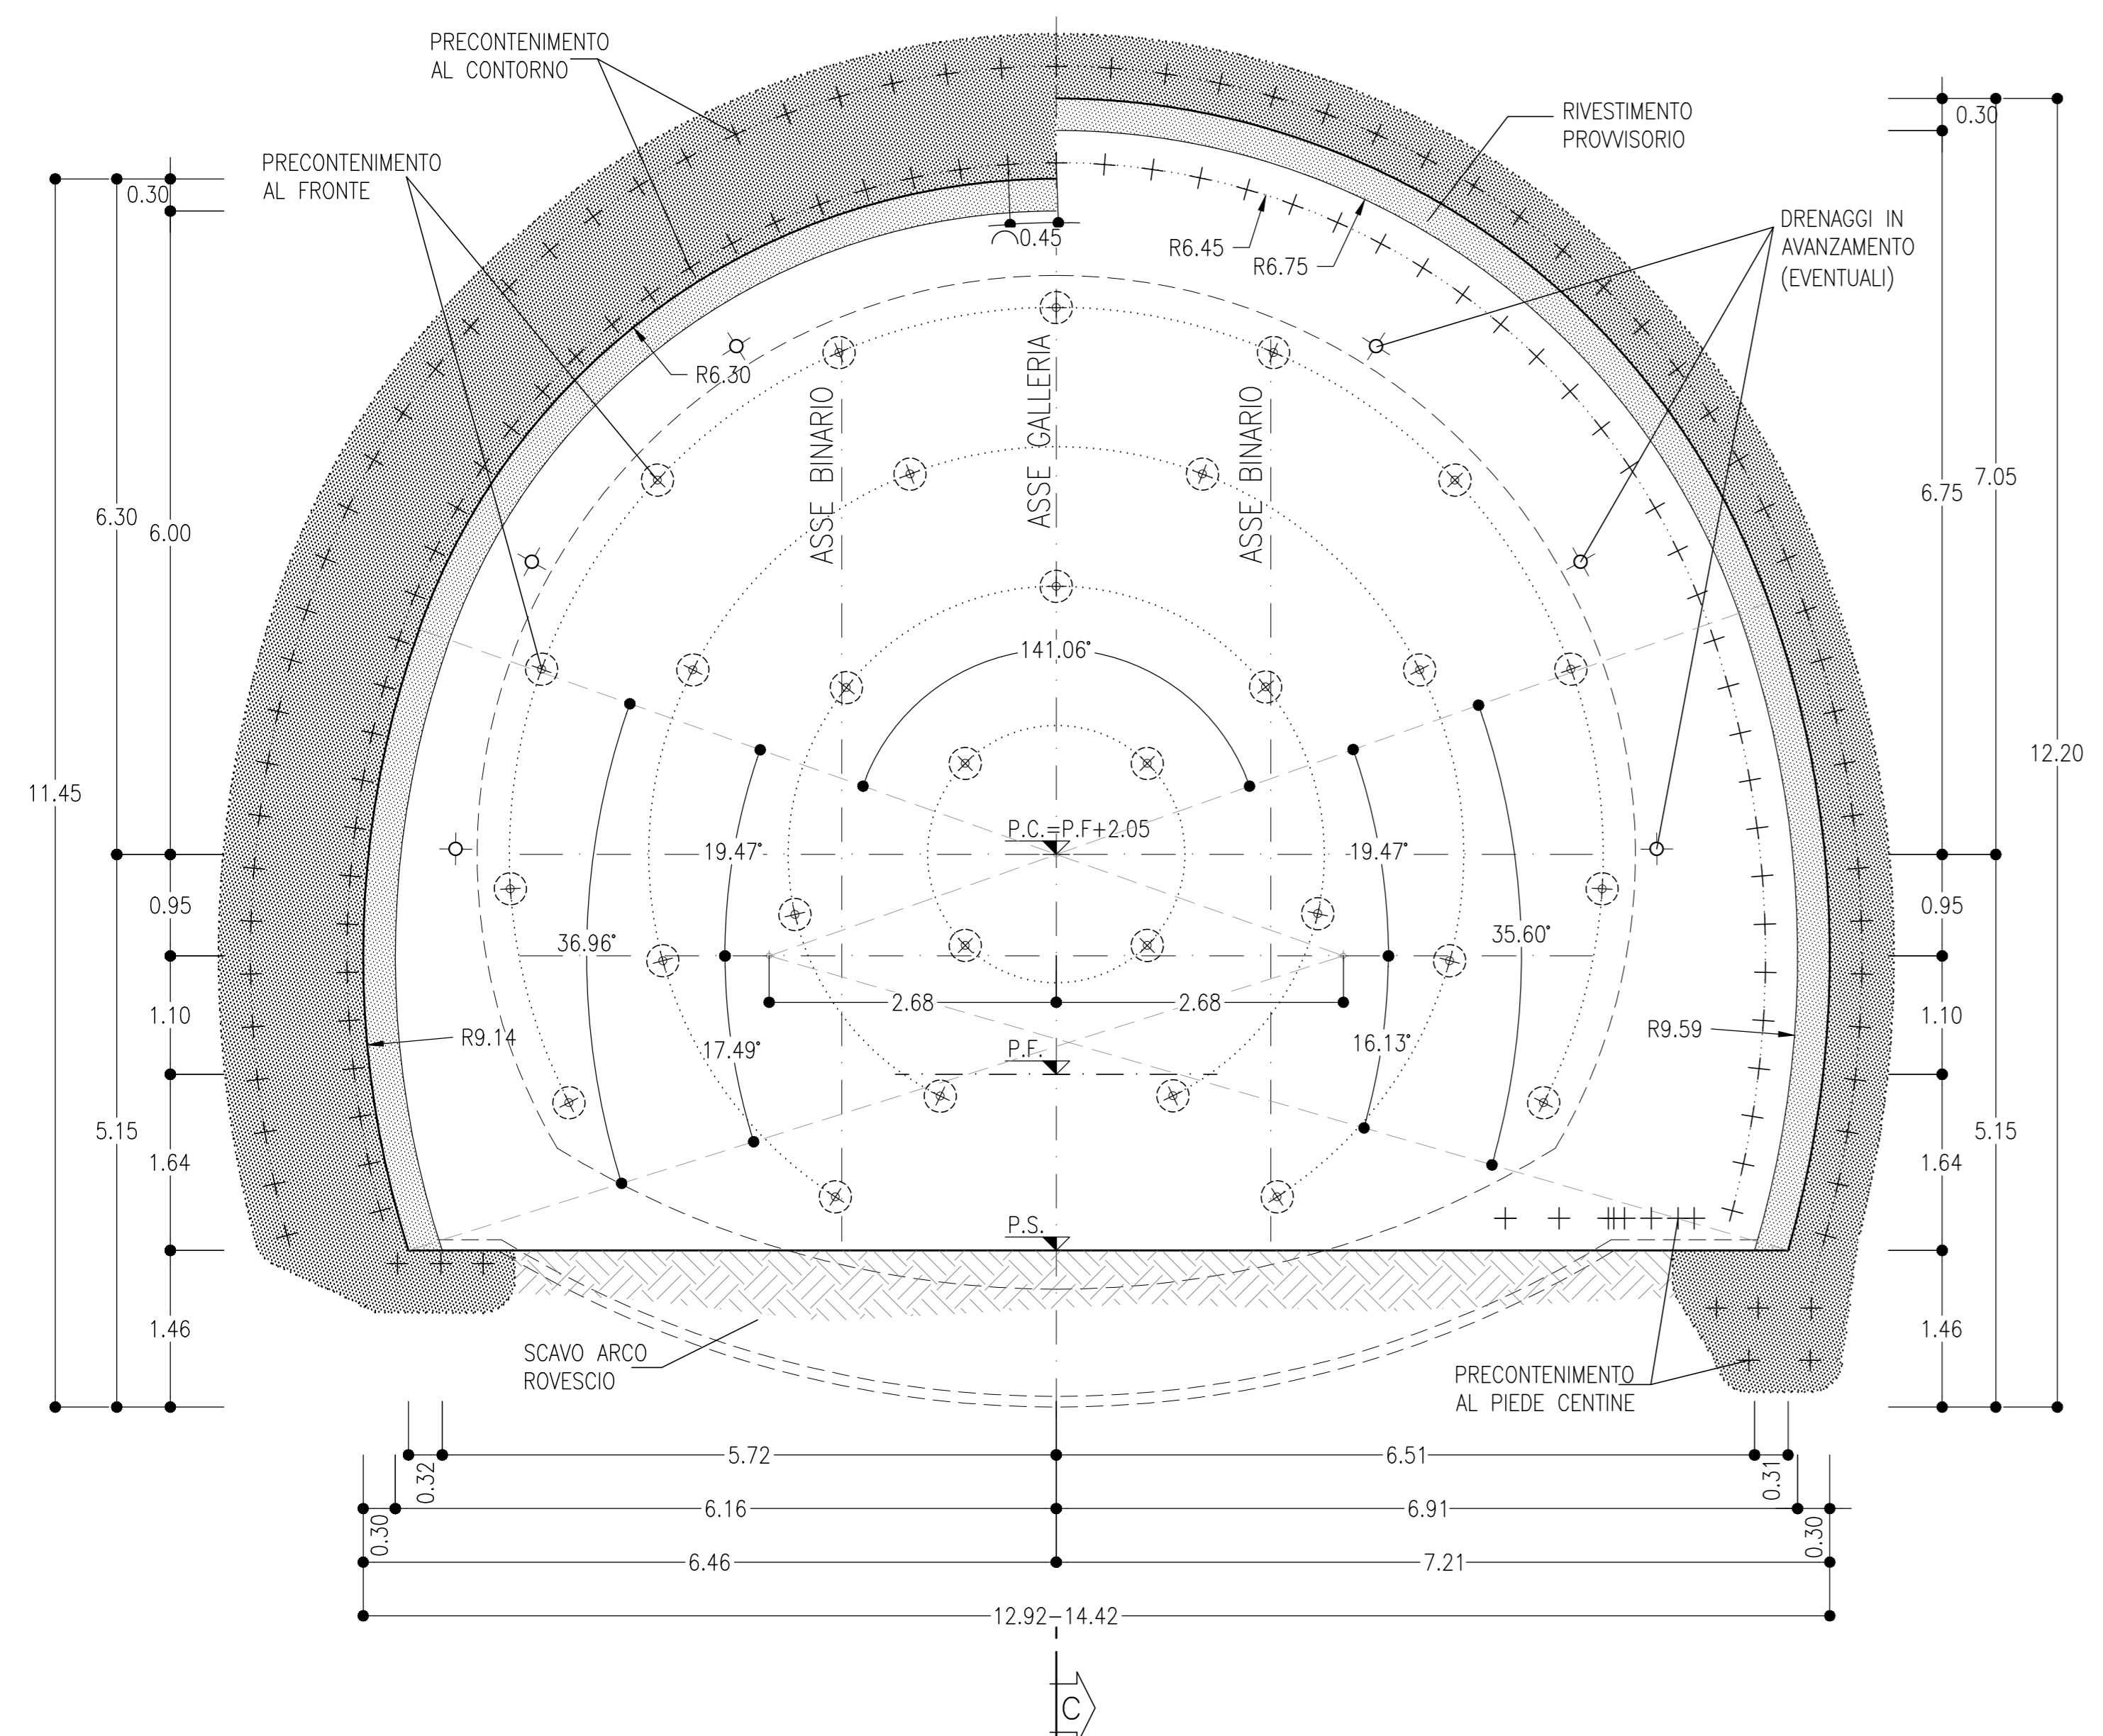 PRECONTENIMENTO
AL CONTORNO
PRECONTENIMENTO
AL FRONTE
RIVESTIMENTO
PROVVISORIO
DRENAGGI IN
AVANZAMENTO
(EVENTUALI)
0.30
0.30
0.45
R6.45
R6.75
R6.30
ASSE BINARIO
ASSE GALLERIA
ASSE BINARIO
6.30
6.00
6.75
7.05
141.06°
11.45
12.20
P.C.=P.F+2.05
19.47°
19.47°
0.95
0.95
36.96°
35.60°
2.68
2.68
1.10
1.10
R9.14
R9.59
17.49°
16.13°
P.F.
5.15
5.15
1.64
1.64
P.S.
1.46
1.46
SCAVO ARCO
ROVESCIO
PRECONTENIMENTO
AL PIEDE CENTINE
5.72
6.51
0.32
0.31
6.16
6.91
0.30
0.30
6.46
7.21
12.92-14.42
C